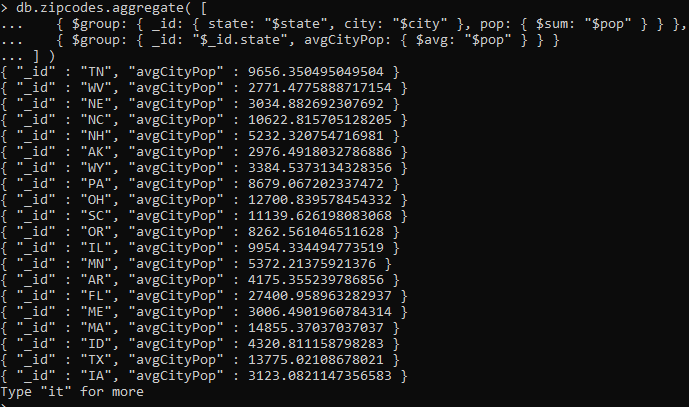 > db.zipcodes.aggregate( [
...    { $group: { _id: { state: "$state", city: "$city" }, pop: { $sum: "$pop" } } },
...    { $group: { _id: "$_id.state", avgCityPop: { $avg: "$pop" } } }
... ] )
{ "_id" : "TN", "avgCityPop" : 9656.350495049504 }
{ "_id" : "WV", "avgCityPop" : 2771.4775888717154 }
{ "_id" : "NE", "avgCityPop" : 3034.882692307692 }
{ "_id" : "NC", "avgCityPop" : 10622.815705128205 }
{ "_id" : "NH", "avgCityPop" : 5232.320754716981 }
{ "_id" : "AK", "avgCityPop" : 2976.4918032786886 }
{ "_id" : "WY", "avgCityPop" : 3384.5373134328356 }
{ "_id" : "PA", "avgCityPop" : 8679.067202337472 }
{ "_id" : "OH", "avgCityPop" : 12700.839578454332 }
{ "_id" : "SC", "avgCityPop" : 11139.626198083068 }
{ "_id" : "OR", "avgCityPop" : 8262.561046511628 }
{ "_id" : "IL", "avgCityPop" : 9954.334494773519 }
{ "_id" : "MN", "avgCityPop" : 5372.21375921376 }
{ "_id" : "AR", "avgCityPop" : 4175.355239786856 }
{ "_id" : "FL", "avgCityPop" : 27400.958963282937 }
{ "_id" : "ME", "avgCityPop" : 3006.4901960784314 }
{ "_id" : "MA", "avgCityPop" : 14855.37037037037 }
{ "_id" : "ID", "avgCityPop" : 4320.811158798283 }
{ "_id" : "TX", "avgCityPop" : 13775.02108678021 }
{ "_id" : "IA", "avgCityPop" : 3123.0821147356583 }
Type "it" for more
>